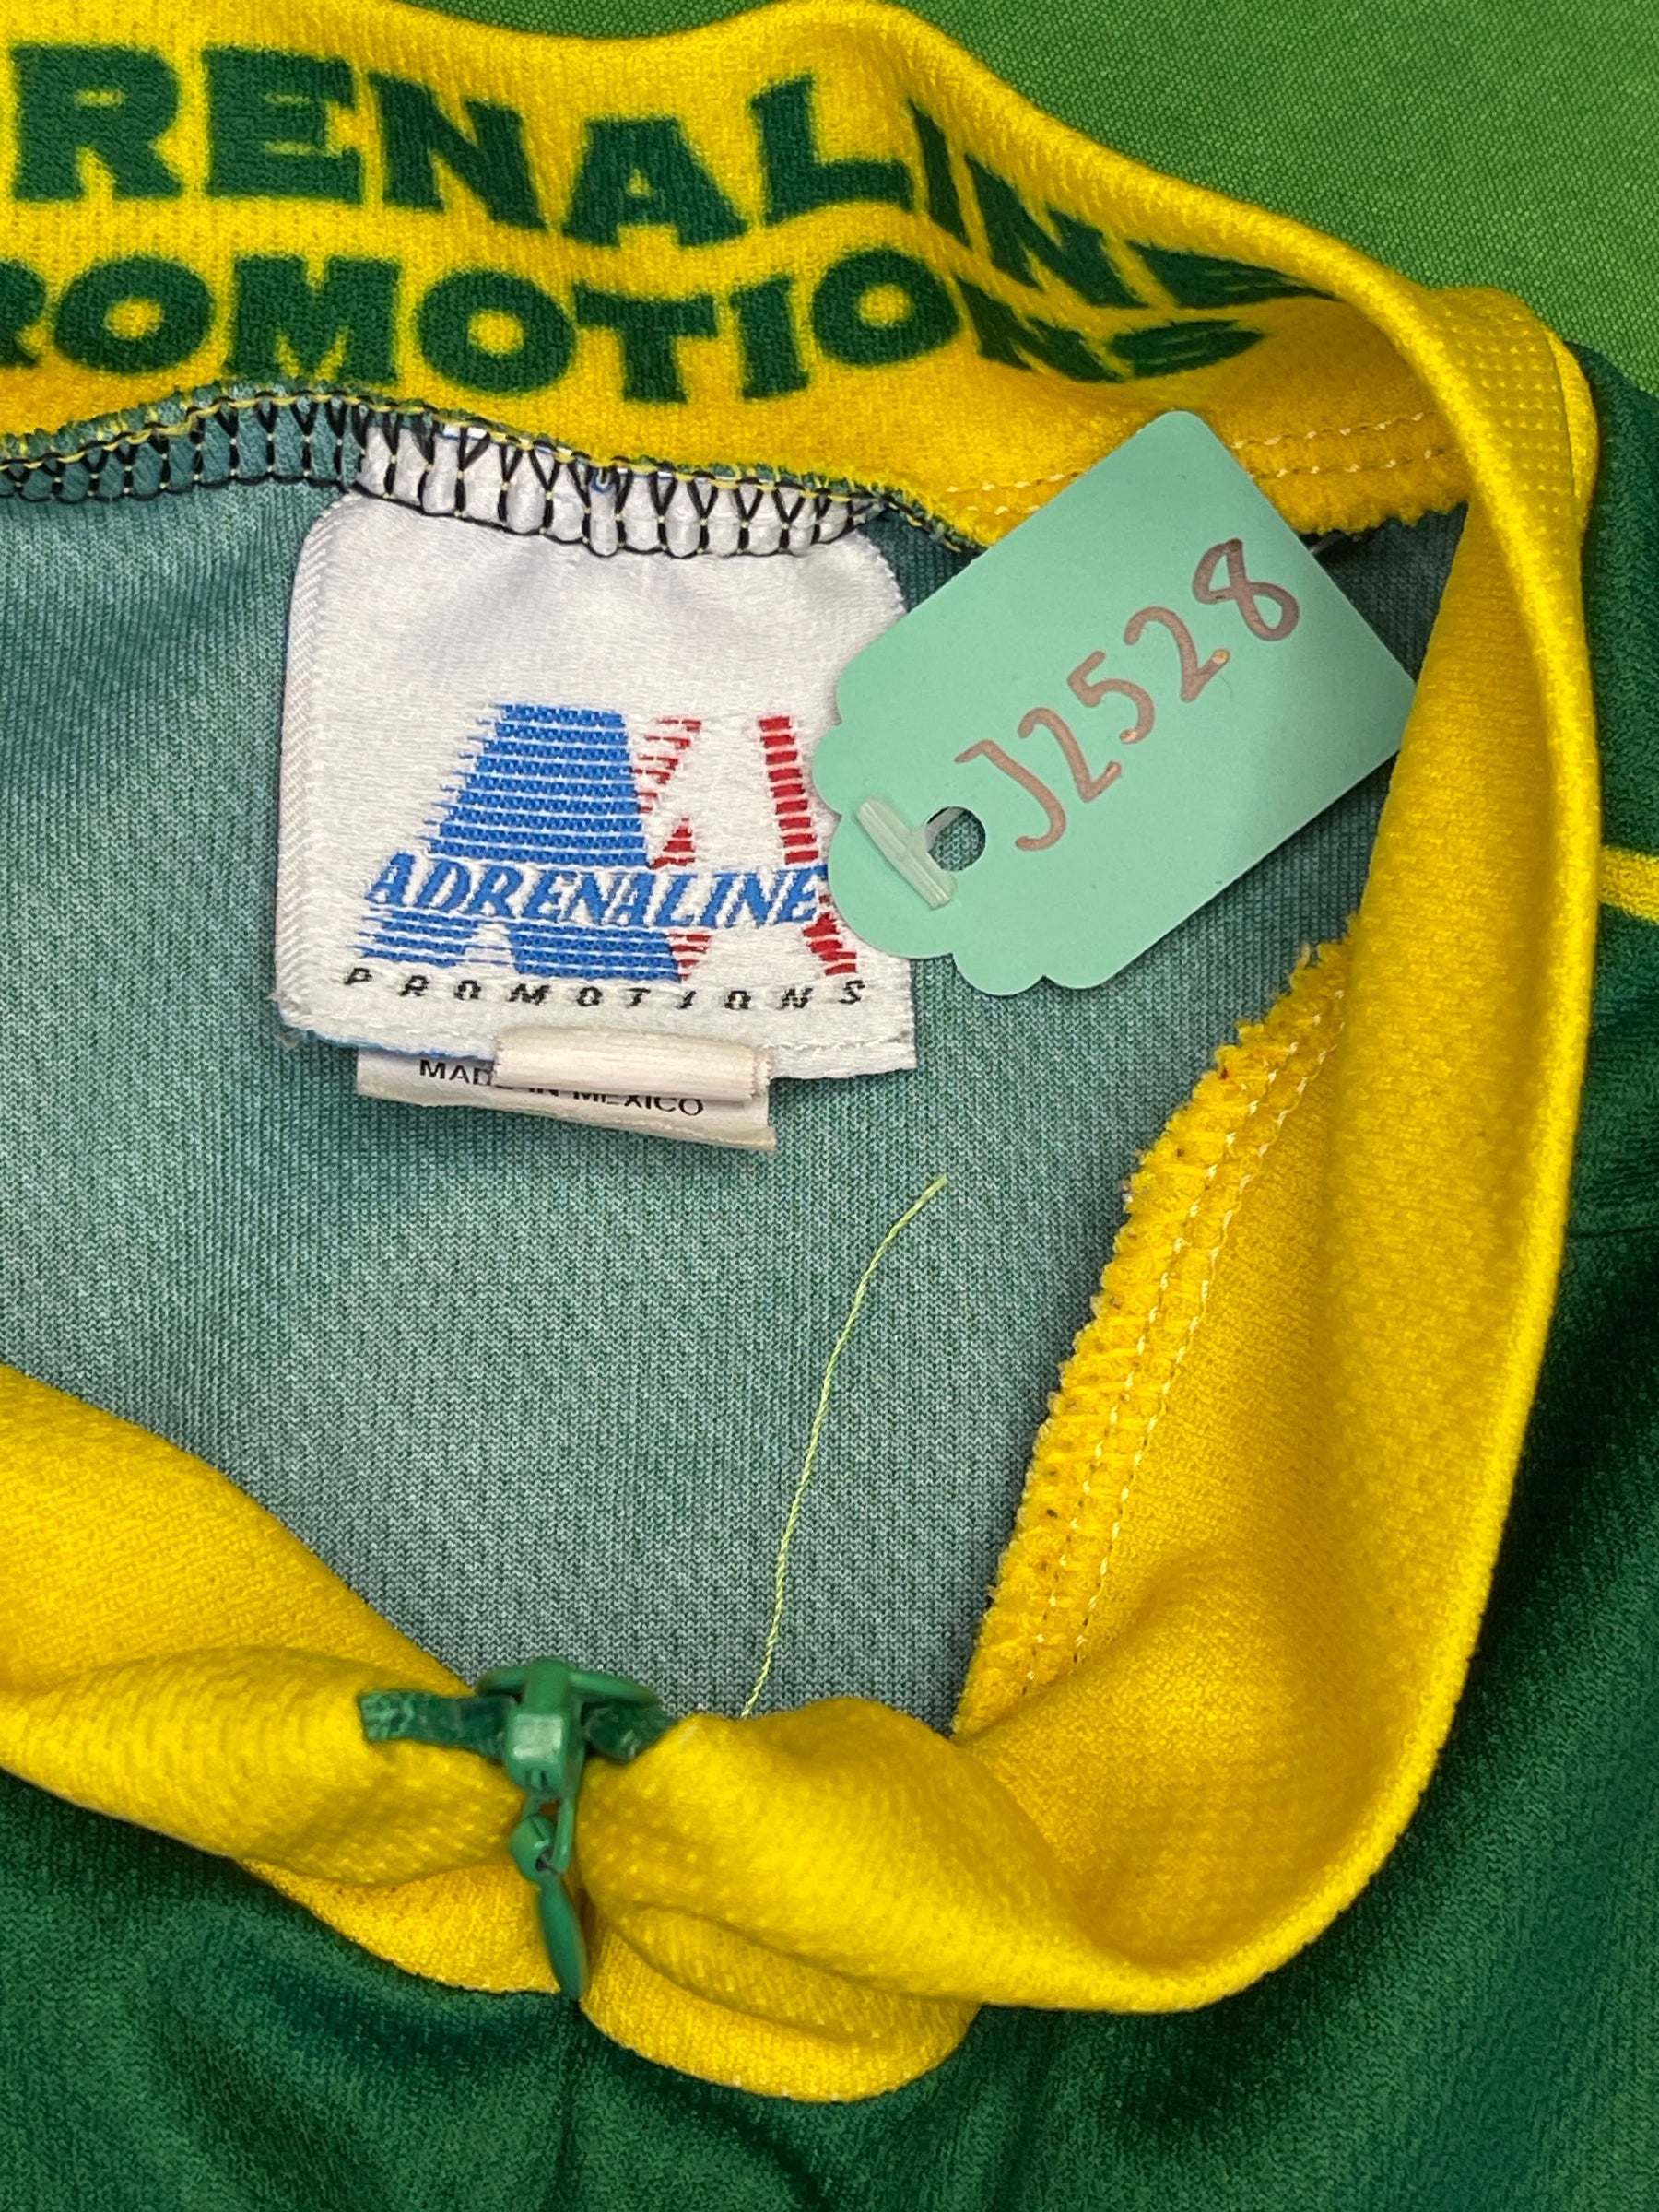 RENALINE
ROMOTIONS
J2528
ADRENALINE
PROMOTIONS
MADE IN MEXICO